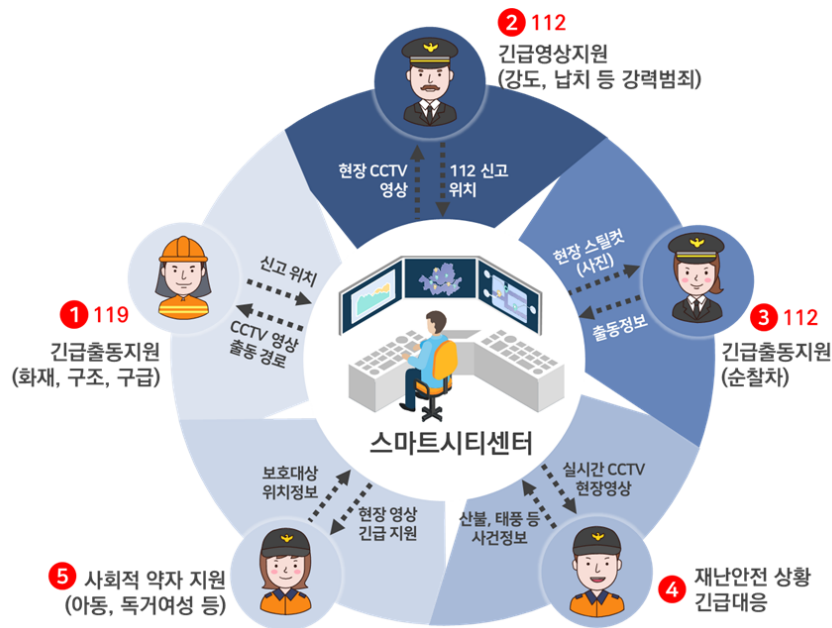 2 112
긴급영상지원
(강도, 납치 등 강력범죄)
현장 CCTV
영상
112 신고
위치
신고 위치
CCTV 영상
출동 경로
1 119
긴급출동지원
(화재, 구조, 구급)
현장 스틸컷
(사진)
출동정보
3 112
긴급출동지원
(순찰차)
스마트시티센터
보호대상
위치정보
현장 영상
긴급 지원
산불, 태풍 등
사건정보
실시간 CCTV
현장영상
5 사회적 약자 지원
(아동, 독거여성 등)
4 재난안전 상황
긴급대응